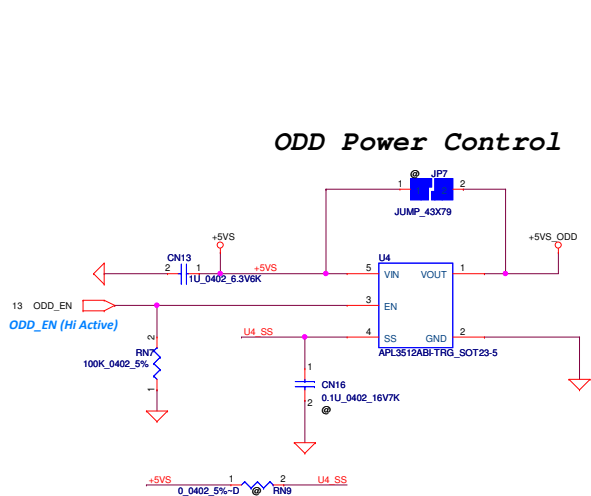 ODD Power Control
@ JP7
1 2
JUMP_43X79
+5VS
+5VS_ODD
CN13
U4
2 1
+5VS
5 VIN VOUT 1
1U_0402_6.3V6K
13 ODD_EN
3 EN
ODD_EN (Hi Active)
U4_SS
4 SS GND 2
2
RN7
APL3512ABI-TRG_SOT23-5
100K_0402_5%
1
1
CN16
0.1U_0402_16V7K
2
@
+5VS 1 2 U4_SS
0_0402_5%~D @ RN9